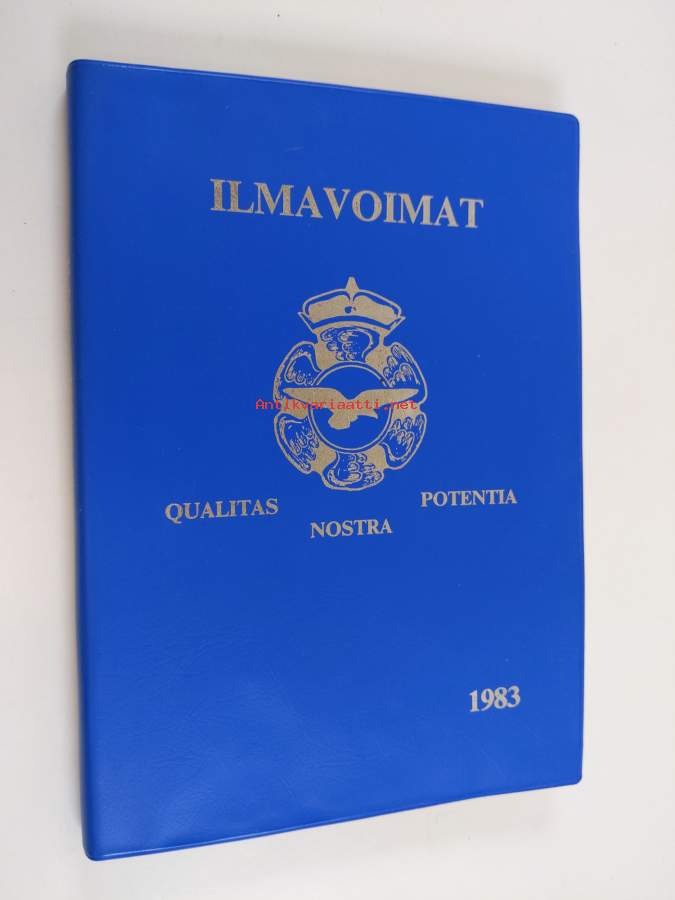 ILMAVOIMAT
Antikvariaatti.net
QUALITAS
NOSTRA
POTENTIA
1983